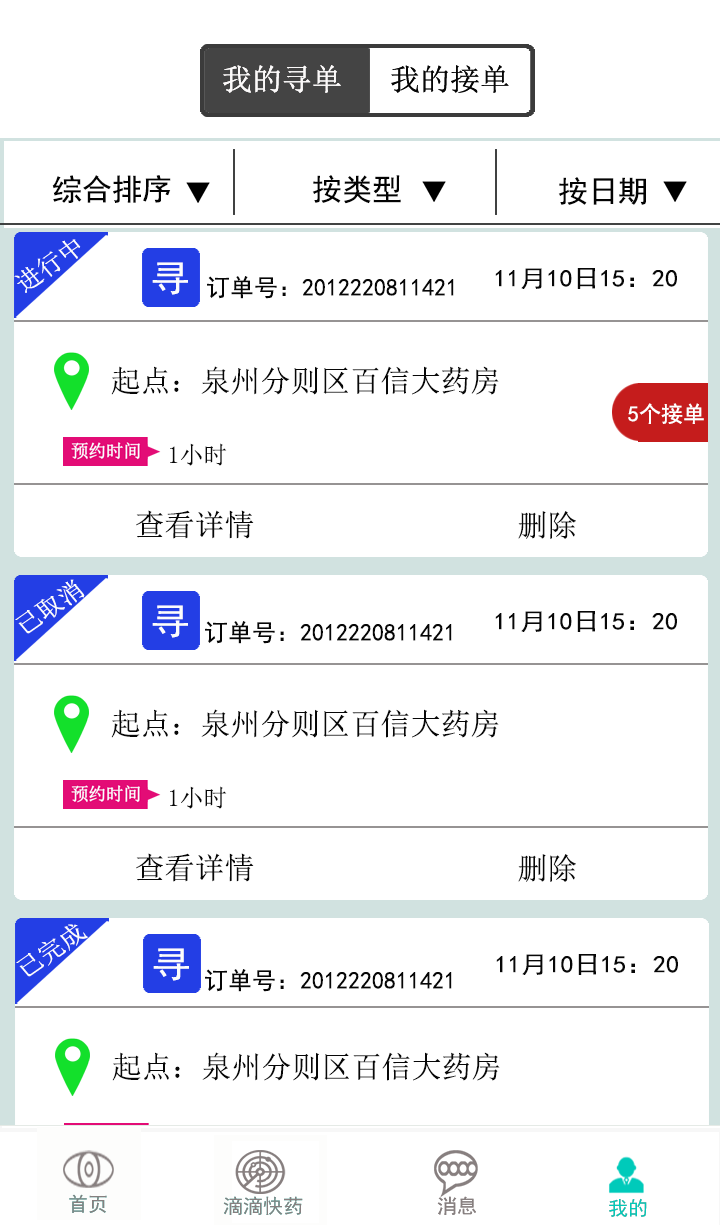 我的寻单 我的接单
综合排序 ▼ 按类型 ▼ 按日期 ▼
进行中 寻 订单号：2012220811421 11月10日15：20
起点：泉州分则区百信大药房
5个接单
预约时间 1小时
查看详情 删除
已取消 寻 订单号：2012220811421 11月10日15：20
起点：泉州分则区百信大药房
预约时间 1小时
查看详情 删除
已完成 寻 订单号：2012220811421 11月10日15：20
起点：泉州分则区百信大药房
首页 滴滴快药 消息 我的